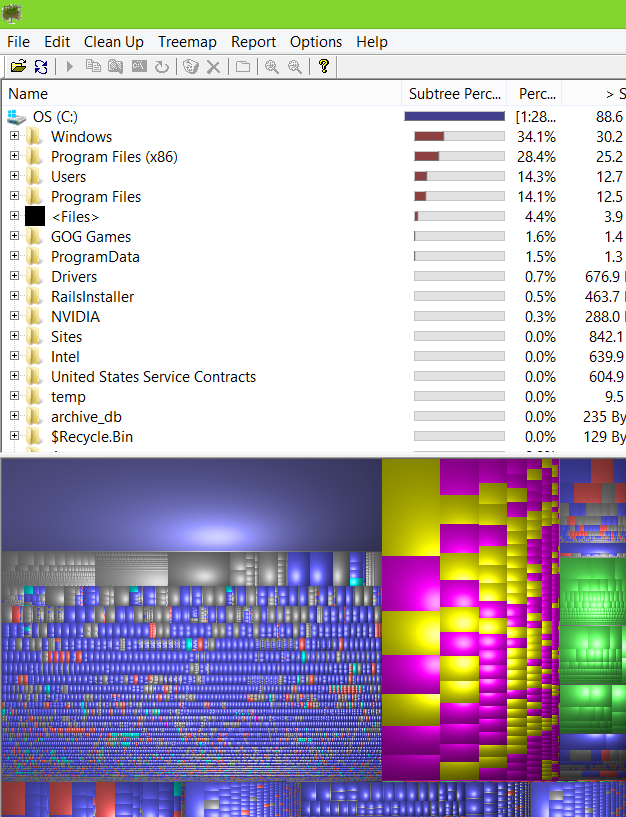 File Edit Clean Up Treemap Report Options Help
Name Subtree Perc... Perc... > S
OS (C:) [1:28... 88.6
Windows 34.1% 30.2
Program Files (x86) 28.4% 25.2
Users 14.3% 12.7
Program Files 14.1% 12.5
<Files> 4.4% 3.9
GOG Games 1.6% 1.4
ProgramData 1.5% 1.3
Drivers 0.7% 676.9
RailsInstaller 0.5% 463.7
NVIDIA 0.3% 288.0
Sites 0.0% 842.1
Intel 0.0% 639.9
United States Service Contracts 0.0% 604.9
temp 0.0% 9.5
archive_db 0.0% 235 By
$Recycle.Bin 0.0% 129 By